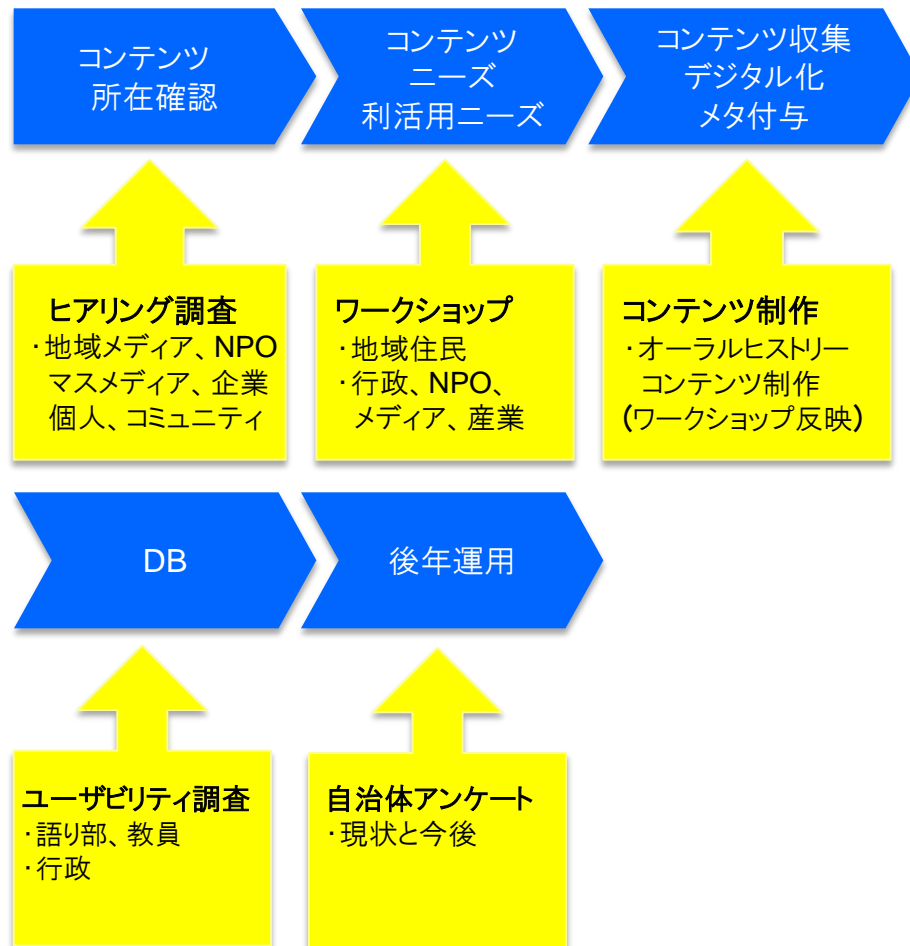 コンテンツ
所在確認
コンテンツ
ニーズ
利活用ニーズ
コンテンツ収集
デジタル化
メタ付与
ヒアリング調査
・地域メディア、NPO
マスメディア、企業
個人、コミュニティ
ワークショップ
・地域住民
・行政、NPO、
メディア、産業
コンテンツ制作
・オーラルヒストリー
コンテンツ制作
(ワークショップ反映)
DB
後年運用
ユーザビリティ調査
・語り部、教員
・行政
自治体アンケート
・現状と今後